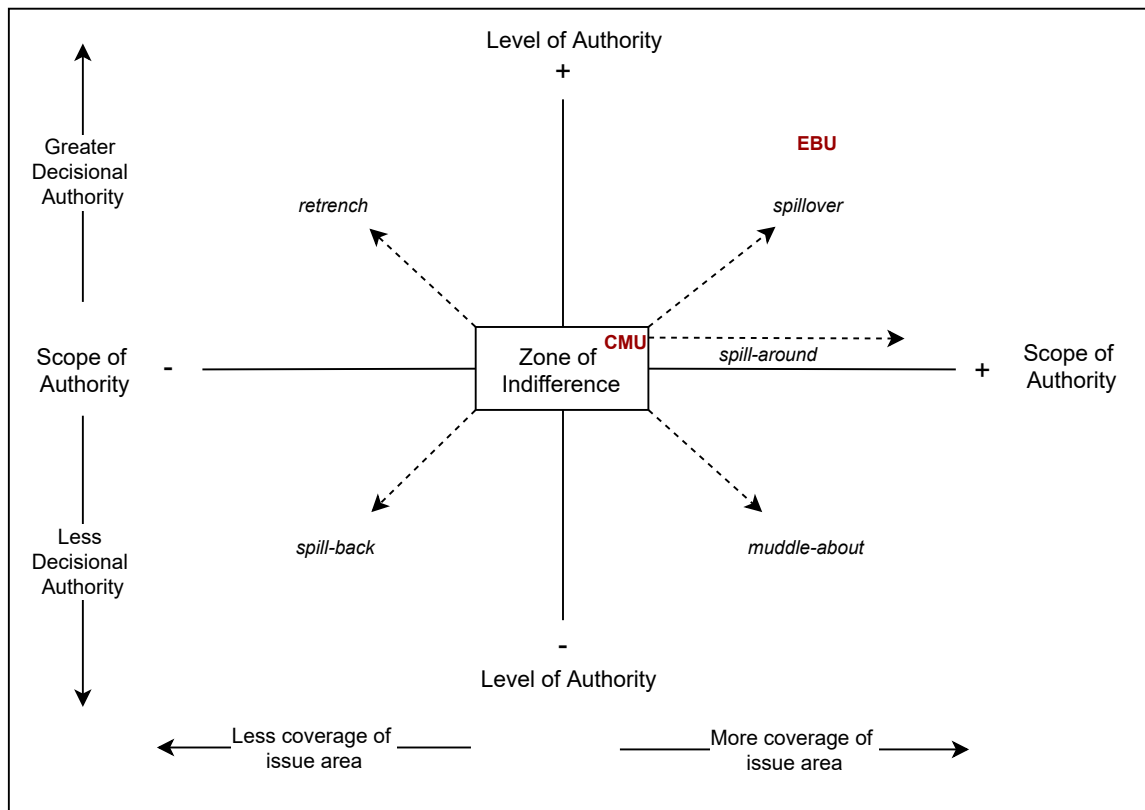 Level of Authority
+
EBU
Greater
Decisional
Authority
retrench
spillover
CMU
Zone of
Indifference
spill-around
Scope of
Authority
-
+
Scope of
Authority
Less
Decisional
Authority
spill-back
muddle-about
-
Level of Authority
Less coverage of
issue area
More coverage of
issue area